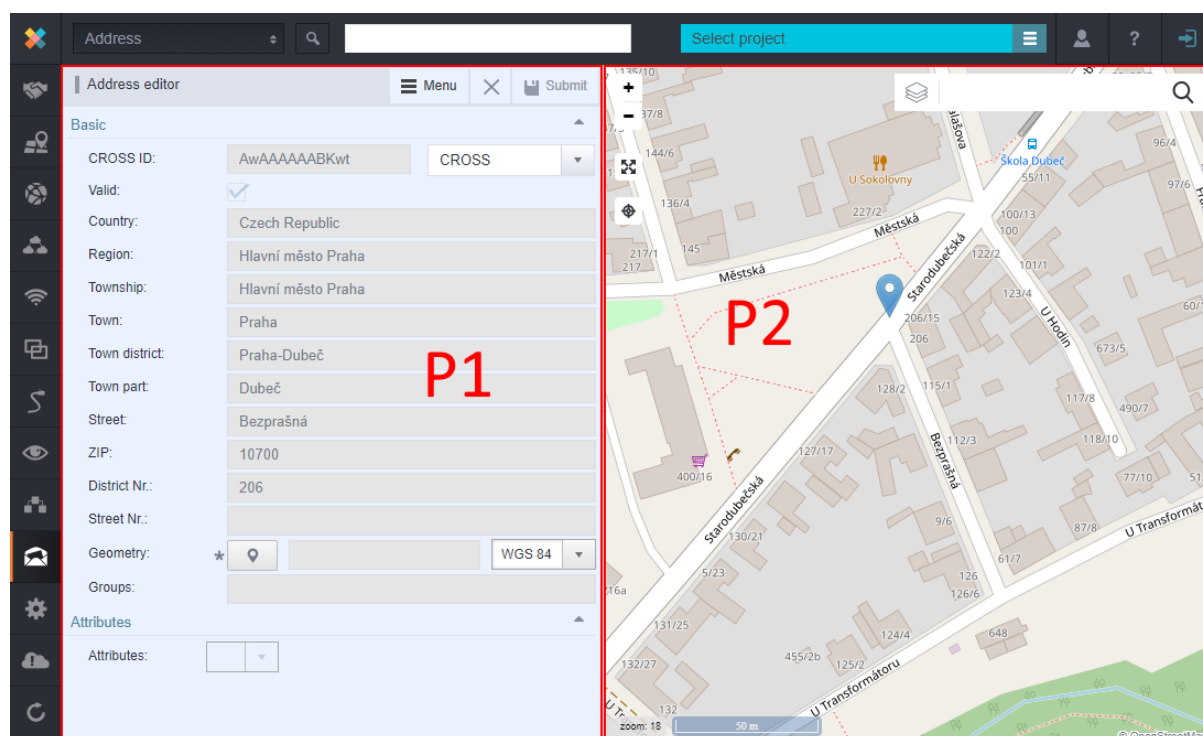 Address
Select project
?
Address editor
Menu
Submit
Basic
CROSS ID:
AwAAAAAABKwt
CROSS
Valid:
Country:
Czech Republic
Region:
Hlavní město Praha
Township:
Hlavní město Praha
Town:
Praha
Town district:
Praha-Dubeč
Town part:
Dubeč
Street:
Bezprašná
ZIP:
10700
District Nr.:
206
Street Nr.:
Geometry:
*
WGS 84
Groups:
Attributes
Attributes:
P1
P2
+
-
135/10
37/8
144/6
136/4
U Sokolovny
227/2
Městská
Městská
145
217/1
217
Škola Dubeč
55/11
96/4
97/6
100/13
100
Starodubečská
122/2
101/1
123/4
U Hodin
60/
206/15
206
673/5
128/2
115/1
117/8
490/7
118/10
Bezprašná
112/3
127/17
400/16
77/10
51
Starodubečská
130/21
9/6
87/8
U Transformát
61/7
5/23
126
126/6
16a
131/25
124/4
648
455/2b
125/2
132/27
U Transformátoru
132
zoom: 18
50 m
© OpenStreetMa